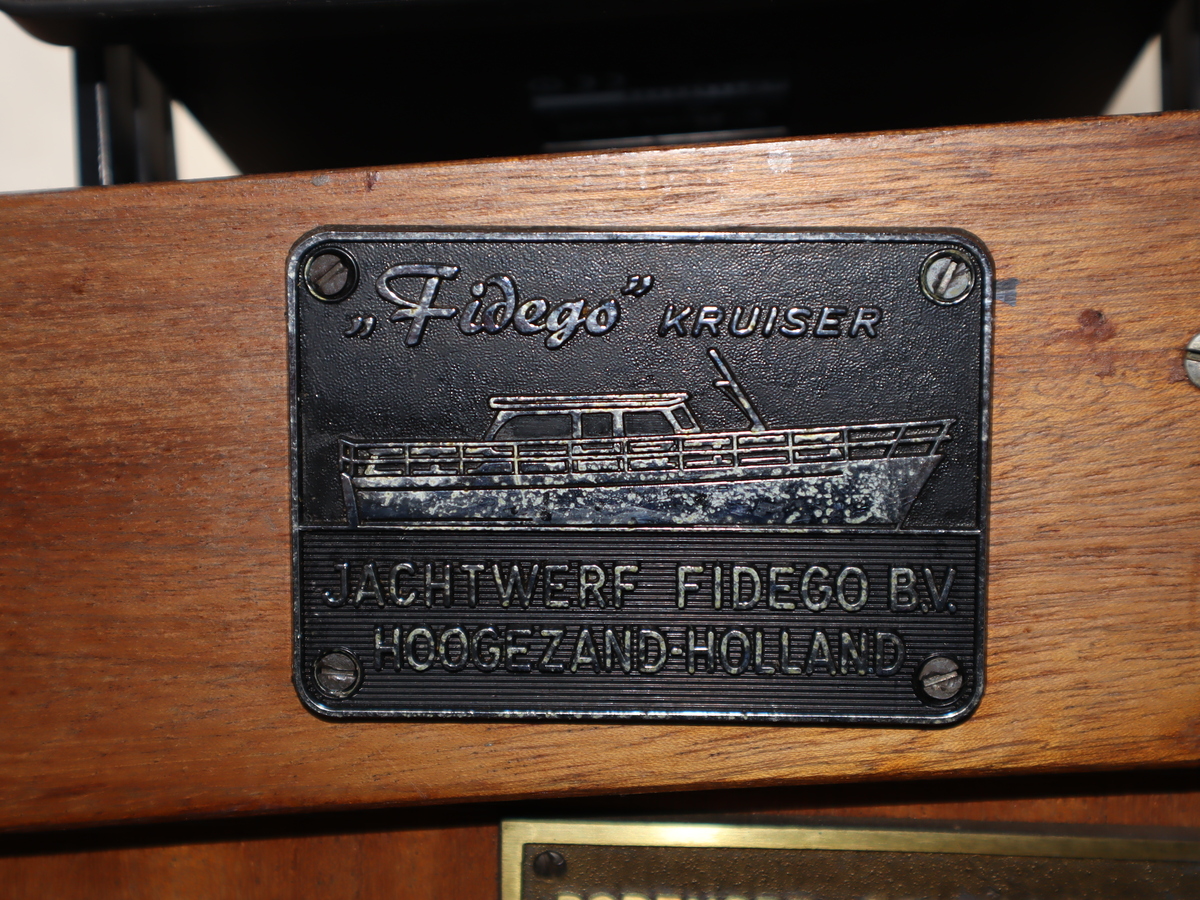 „Fidego” KRUISER
JACHTWERF FIDEGO B.V.
HOOGEZAND-HOLLAND